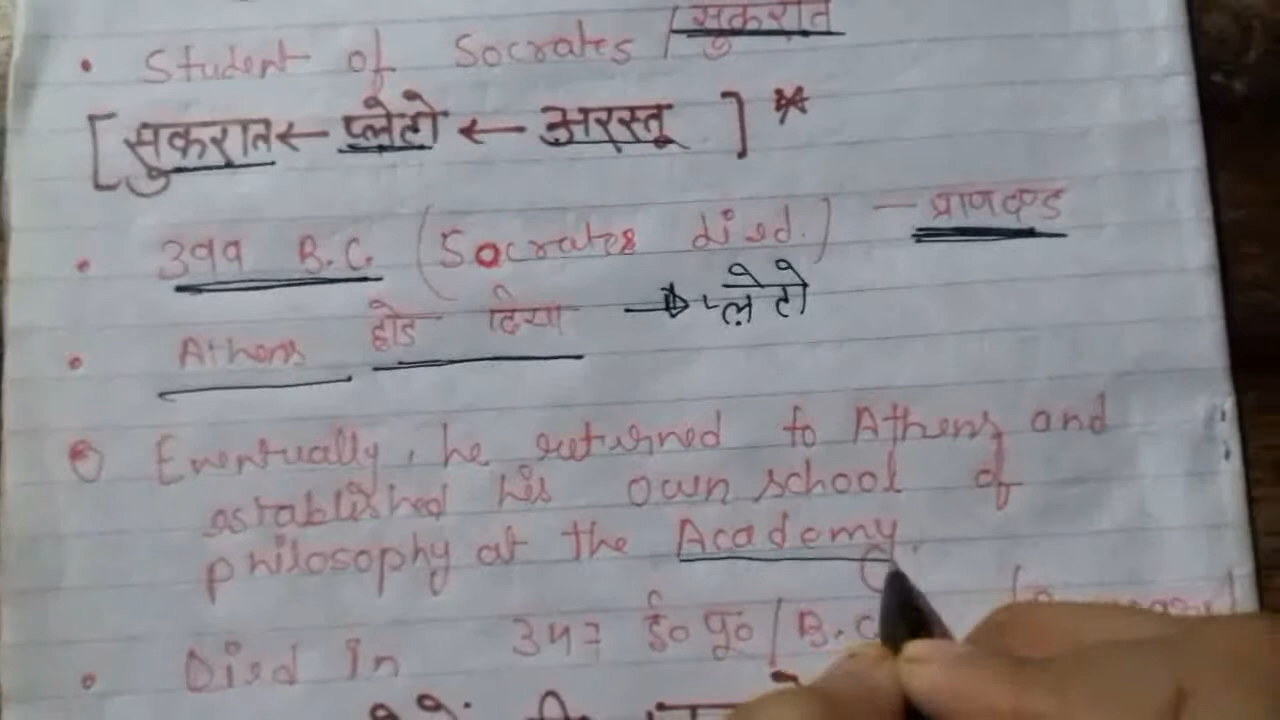 • Student of Socrates / सुकरात
[सुकरात ← प्लेटो ← अरस्तू ] *
• 399 B.C. (Socrates died.) — प्राणदण्ड
• Athens छोड दिया → प्लेटो
• Eventually, he returned to Athens and
established his own school of
philosophy at the Academy.
• Died in 347 ई० पू० / B.C